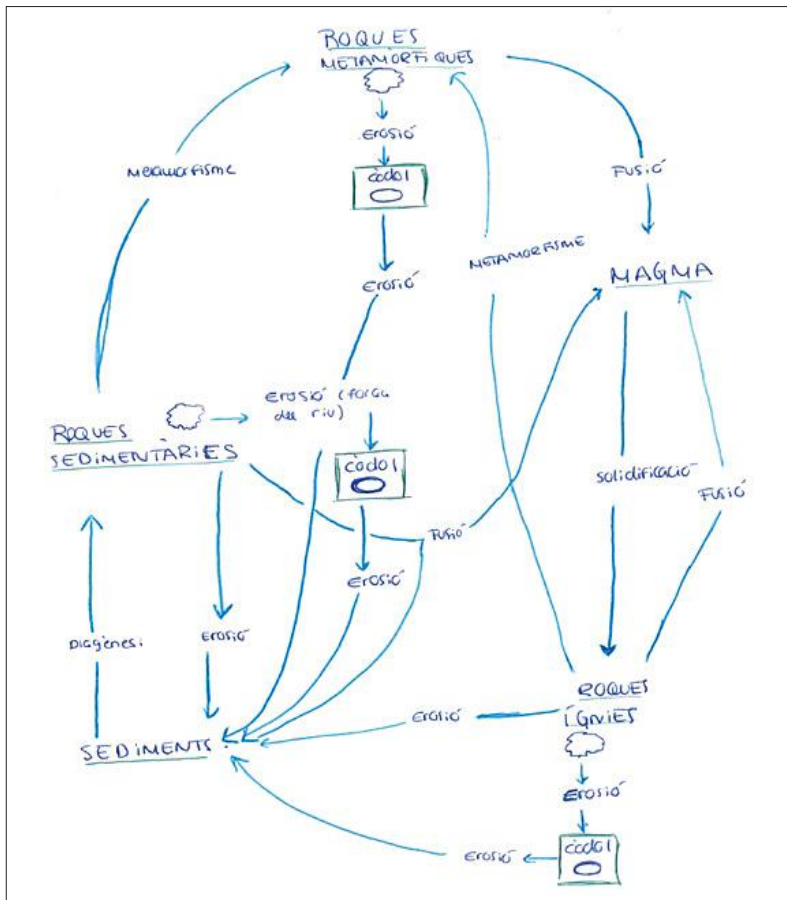 ROQUES
METAMÒRFIQUES
Erosió
Metamorfisme
còdol
FUSIÓ
METAMORFISME
Erosió
MAGMA
Erosió (força
del riu)
ROQUES
SEDIMENTÀRIES
còdol
SOLIDIFICACIÓ
FUSIÓ
FUSIÓ
Erosió
Diagènesi
Erosió
ROQUES
ÍGNIES
Erosió
SEDIMENTS
Erosió
còdol
Erosió